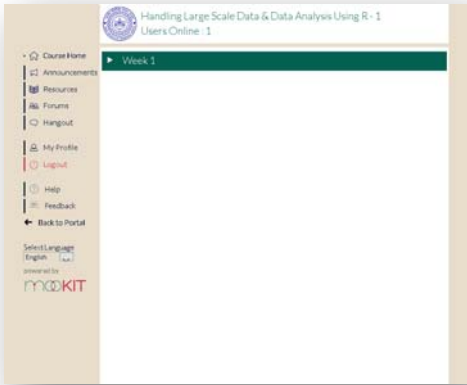 Handling Large Scale Data & Data Analysis Using R - 1
Users Online : 1
Course Home
Announcements
Resources
Forums
Hangout
My Profile
Logout
Help
Feedback
Back to Portal
Select Language
English
powered by
mooKIT
Week 1